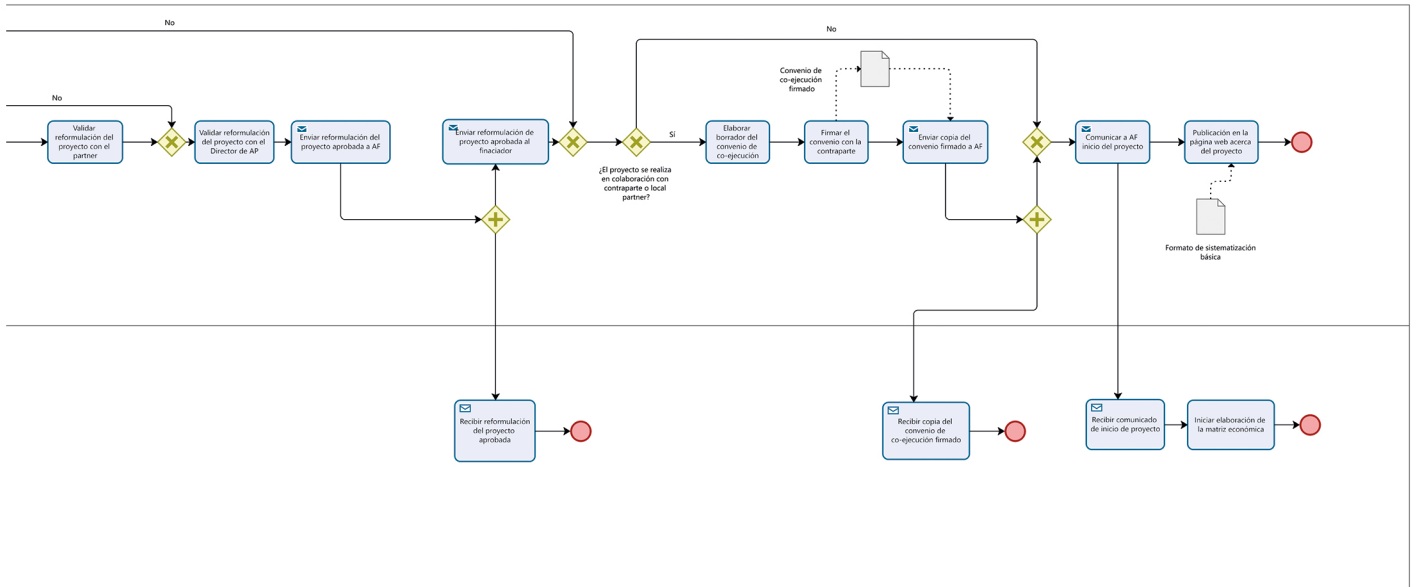 No
No
No
Convenio de
co-ejecución
firmado
Validar
reformulación del
proyecto con el
partner
Validar reformulación
del proyecto con el
Director de AP
Enviar reformulación del
proyecto aprobada a AF
Enviar reformulación de
proyecto aprobada al
finaciador
¿El proyecto se realiza
en colaboración con
contraparte o local
partner?
Sí
Elaborar
borrador del
convenio de
co-ejecución
Firmar el
convenio con la
contraparte
Enviar copia del
convenio firmado a AF
Comunicar a AF
inicio del proyecto
Publicación en la
página web acerca
del proyecto
Formato de sistematización
básica
Recibir reformulación
del proyecto
aprobada
Recibir copia del
convenio de
co-ejecución firmado
Recibir comunicado
de inicio de proyecto
Iniciar elaboración de
la matriz económica